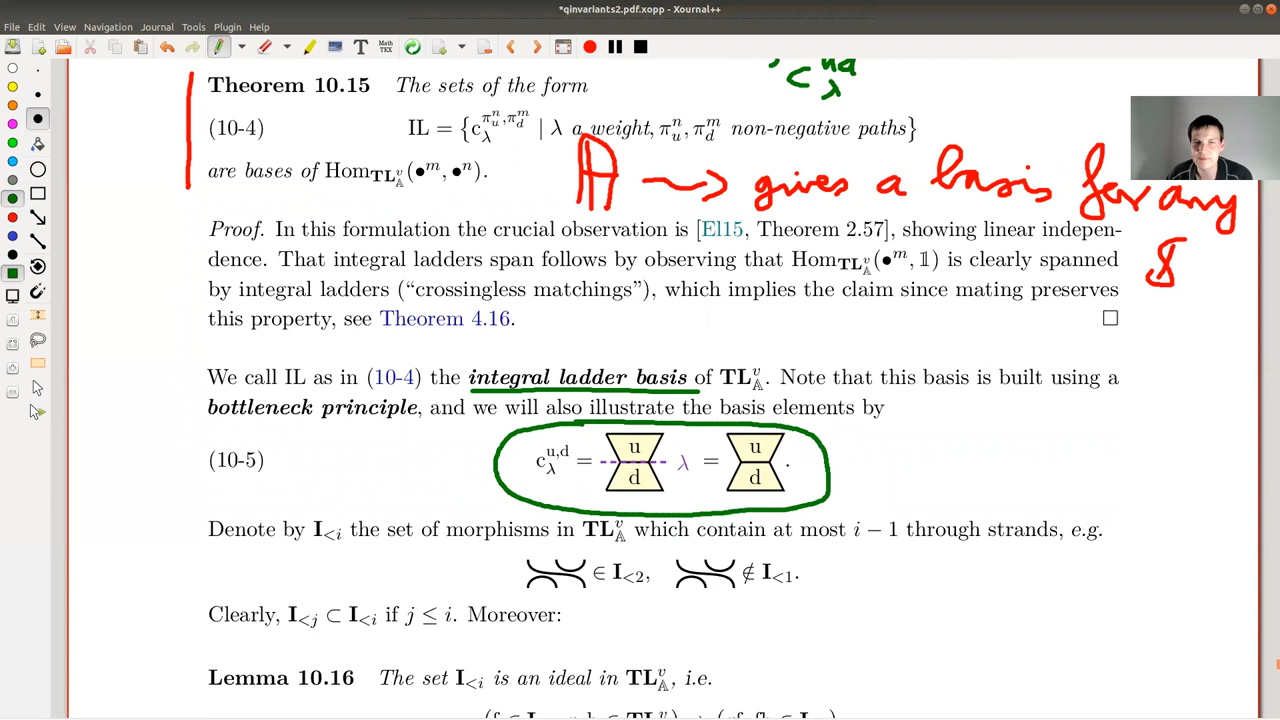 *qinvariants2.pdf.xopp - Xournal++
File Edit View Navigation Journal Tools Plugin Help
Math TEX
c^{ud}_λ
Theorem 10.15 The sets of the form
(10-4) IL = {c_λ^{π_u^n,π_d^m} | λ a weight, π_u^n, π_d^m non-negative paths}
are bases of Hom_{TL_𝔸^v}(•^m, •^n).
𝔸 ⇝ gives a basis for any
𝕊
Proof. In this formulation the crucial observation is [El15, Theorem 2.57], showing linear indepen-
dence. That integral ladders span follows by observing that Hom_{TL_𝔸^v}(•^m, 𝟙) is clearly spanned
by integral ladders (“crossingless matchings”), which implies the claim since mating preserves
this property, see Theorem 4.16. □
We call IL as in (10-4) the integral ladder basis of TL_𝔸^v. Note that this basis is built using a
bottleneck principle, and we will also illustrate the basis elements by
(10-5) c_λ^{u,d} = u d λ = u d .
Denote by I_{<i} the set of morphisms in TL_𝔸^v which contain at most i − 1 through strands, e.g.
∈ I_{<2}, ∉ I_{<1}.
Clearly, I_{<j} ⊂ I_{<i} if j ≤ i. Moreover:
Lemma 10.16 The set I_{<i} is an ideal in TL_𝔸^v, i.e.